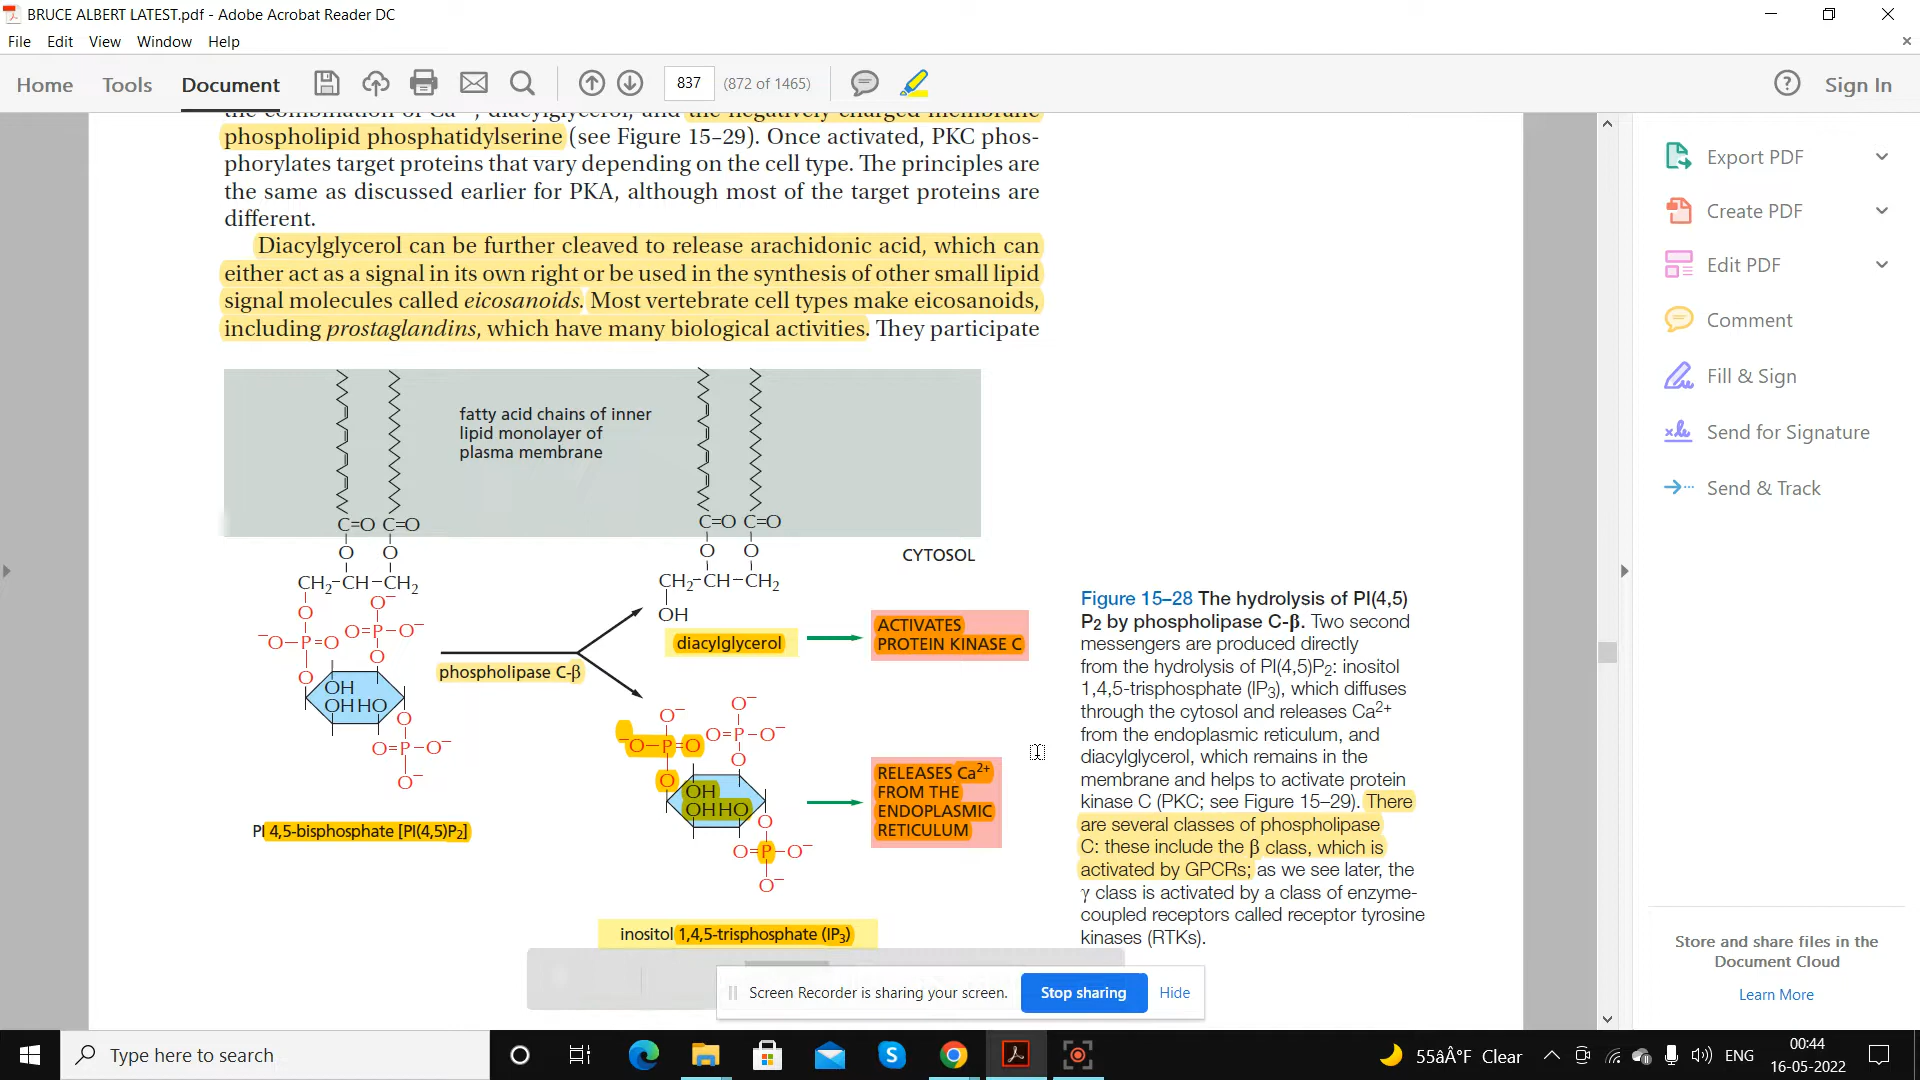 BRUCE ALBERT LATEST.pdf - Adobe Acrobat Reader DC
File Edit View Window Help
Home Tools Document 837 (872 of 1465) Sign In
phospholipid phosphatidylserine (see Figure 15–29). Once activated, PKC phos-
phorylates target proteins that vary depending on the cell type. The principles are
the same as discussed earlier for PKA, although most of the target proteins are
different.
Diacylglycerol can be further cleaved to release arachidonic acid, which can
either act as a signal in its own right or be used in the synthesis of other small lipid
signal molecules called eicosanoids. Most vertebrate cell types make eicosanoids,
including prostaglandins, which have many biological activities. They participate
fatty acid chains of inner
lipid monolayer of
plasma membrane
C=O C=O
C=O C=O
O O
O O
CYTOSOL
CH2–CH–CH2
CH2–CH–CH2
O O–
OH
–O–P=O O=P–O–
O O
OH
OH HO
O
O=P–O–
O–
PI 4,5-bisphosphate [PI(4,5)P2]
phospholipase C-β
diacylglycerol
ACTIVATES
PROTEIN KINASE C
O– O–
–O–P=O O=P–O–
O O
OH
OH HO
O
O=P–O–
O–
RELEASES Ca2+
FROM THE
ENDOPLASMIC
RETICULUM
inositol 1,4,5-trisphosphate (IP3)
Figure 15–28 The hydrolysis of PI(4,5)
P2 by phospholipase C-β. Two second
messengers are produced directly
from the hydrolysis of PI(4,5)P2: inositol
1,4,5-trisphosphate (IP3), which diffuses
through the cytosol and releases Ca2+
from the endoplasmic reticulum, and
diacylglycerol, which remains in the
membrane and helps to activate protein
kinase C (PKC; see Figure 15–29). There
are several classes of phospholipase
C: these include the β class, which is
activated by GPCRs; as we see later, the
γ class is activated by a class of enzyme-
coupled receptors called receptor tyrosine
kinases (RTKs).
Export PDF
Create PDF
Edit PDF
Comment
Fill & Sign
Send for Signature
Send & Track
Store and share files in the
Document Cloud
Learn More
Screen Recorder is sharing your screen. Stop sharing Hide
Type here to search
55âÂ°F Clear
ENG
00:44
16-05-2022